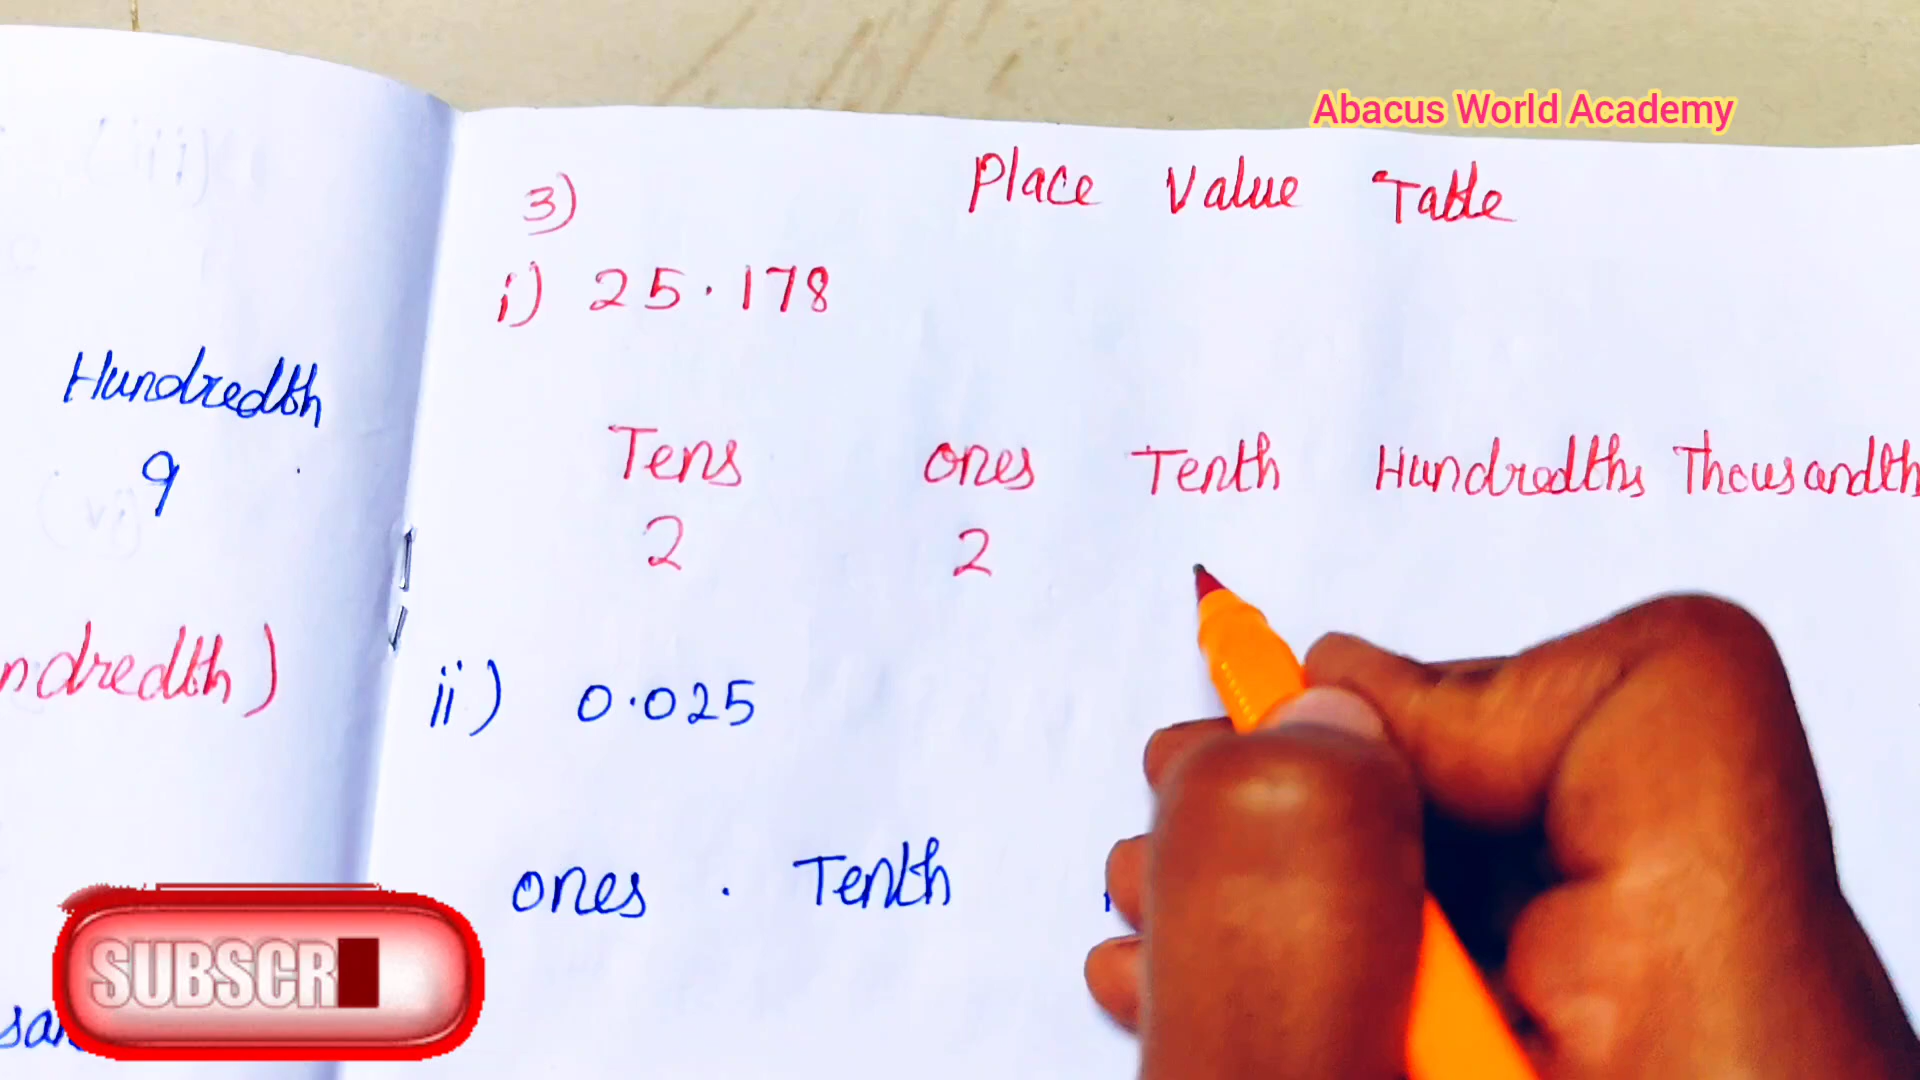 Abacus World Academy
Place Value Table
3)
i) 25.178
Hundredth
9
Tens ones Tenth Hundredths Thousandth
2 2
ndredth)
ii) 0.025
ones . Tenth
SUBSCR